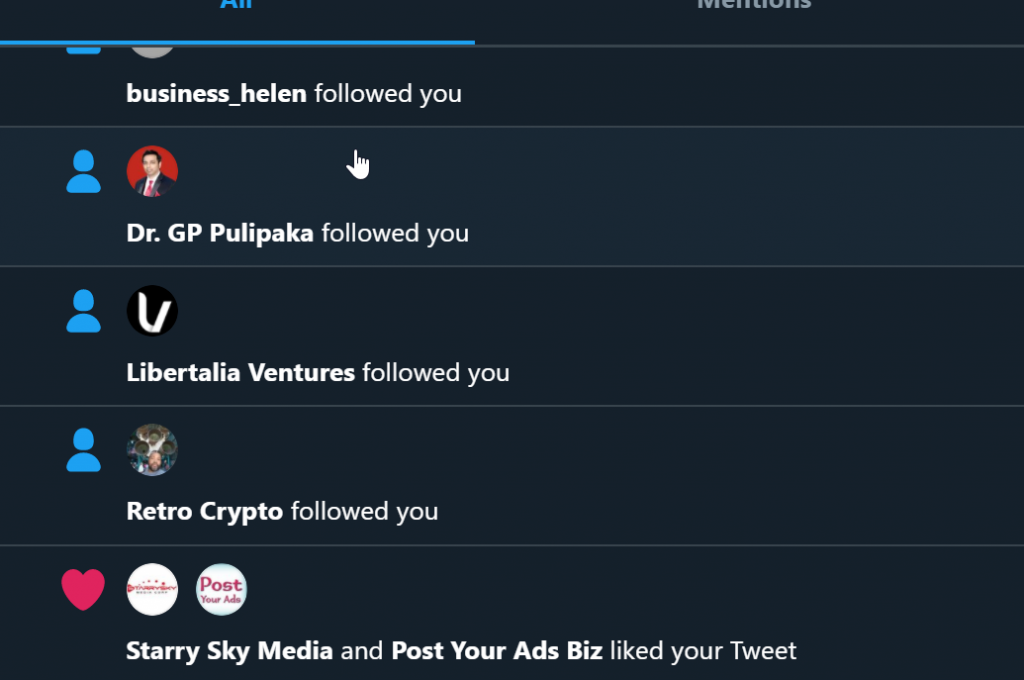 All
Mentions
business_helen followed you
Dr. GP Pulipaka followed you
Libertalia Ventures followed you
Retro Crypto followed you
STARRYSKY
Post
Your Ads
Starry Sky Media and Post Your Ads Biz liked your Tweet